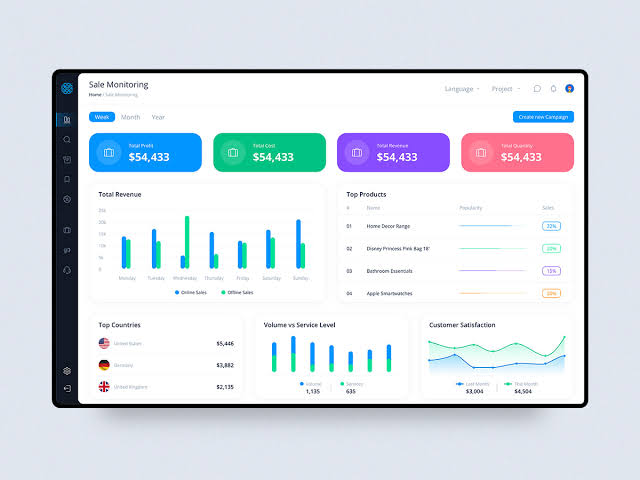 Sale Monitoring
Home / Sale Monitoring
Language
Project
Week
Month
Year
Create new Campaign
Total Profit
$54,433
Total Cost
$54,433
Total Revenue
$54,433
Total Quantity
$54,433
Total Revenue
25k
20k
15k
10k
5k
0
Monday
Tuesday
Wednesday
Thursday
Friday
Saturday
Sunday
Online Sales
Offline Sales
Top Products
# Name Popularity Sales
01 Home Decor Range 22%
02 Disney Princess Pink Bag 18' 20%
03 Bathroom Essentials 15%
04 Apple Smartwatches 20%
Top Countries
United States $5,446
Germany $3,882
United Kingdom $2,135
Volume vs Service Level
Volume
1,135
Services
635
Customer Satisfaction
Last Month
$3,004
This Month
$4,504